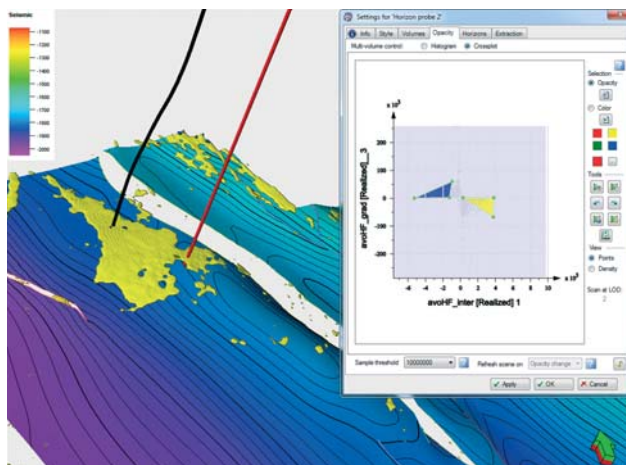 Seismic
-1100
-1200
-1300
-1400
-1500
-1600
-1700
-1800
-1900
-2000
Settings for 'Horizon probe 2'
Info Style Volumes Opacity Horizons Extraction
Multi-volume control: Histogram Crossplot
Selection
Opacity
Color
Tools
View
Points
Density
Scan at LOD:
2
x 10³
200
100
0
-100
-200
avoHF_grad [Realized]__3
-6 -4 -2 0 2 4 6 8 10 x 10³
avoHF_inter [Realized] 1
Sample threshold: 10000000 Refresh scene on Opacity change
Apply OK Cancel